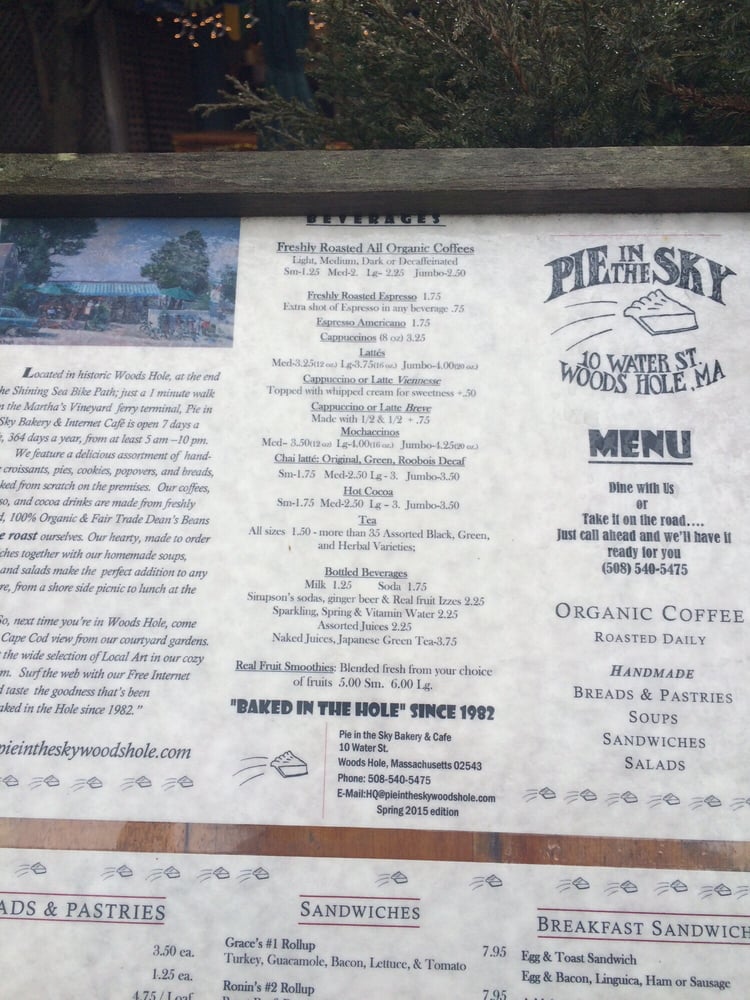 Located in historic Woods Hole, at the end
Shining Sea Bike Path; just a 1 minute walk
the Martha's Vineyard ferry terminal, Pie in
Sky Bakery & Internet Café is open 7 days a
364 days a year, from at least 5 am –10 pm.
We feature a delicious assortment of hand-
croissants, pies, cookies, popovers, and breads,
from scratch on the premises. Our coffees,
and cocoa drinks are made from freshly
100% Organic & Fair Trade Dean's Beans
roast ourselves. Our hearty, made to order
together with our homemade soups,
and salads make the perfect addition to any
from a shore side picnic to lunch at the
So, next time you're in Woods Hole, come
Cape Cod view from our courtyard gardens.
the wide selection of Local Art in our cozy
Surf the web with our Free Internet
taste the goodness that's been
in the Hole since 1982."
pieintheskywoodshole.com
BEVERAGES
Freshly Roasted All Organic Coffees
Light, Medium, Dark or Decaffeinated
Sm-1.25 Med-2. Lg- 2.25 Jumbo-2.50
Freshly Roasted Espresso 1.75
Extra shot of Espresso in any beverage .75
Espresso Americano 1.75
Cappuccinos (8 oz) 3.25
Lattés
Med-3.25(12 oz) Lg-3.75(16 oz.) Jumbo-4.00(20 oz.)
Cappuccino or Latte Viennesse
Topped with whipped cream for sweetness +.50
Cappuccino or Latte Breve
Made with 1/2 & 1/2 + .75
Mochaccinos
Med– 3.50(12 oz) Lg-4.00(16 oz.) Jumbo-4.25(20 oz.)
Chai latté: Original, Green, Roobois Decaf
Sm-1.75 Med-2.50 Lg - 3. Jumbo-3.50
Hot Cocoa
Sm-1.75 Med-2.50 Lg – 3. Jumbo-3.50
Tea
All sizes 1.50 - more than 35 Assorted Black, Green,
and Herbal Varieties;
Bottled Beverages
Milk 1.25 Soda 1.75
Simpson's sodas, ginger beer & Real fruit Izzes 2.25
Sparkling, Spring & Vitamin Water 2.25
Assorted Juices 2.25
Naked Juices, Japanese Green Tea-3.75
Real Fruit Smoothies: Blended fresh from your choice
of fruits 5.00 Sm. 6.00 Lg.
"BAKED IN THE HOLE" SINCE 1982
Pie in the Sky Bakery & Cafe
10 Water St.
Woods Hole, Massachusetts 02543
Phone: 508-540-5475
E-Mail:HQ@pieintheskywoodshole.com
Spring 2015 edition
PIE IN THE SKY
10 WATER ST.
WOODS HOLE, MA
MENU
Dine with Us
or
Take it on the road....
Just call ahead and we'll have it
ready for you
(508) 540-5475
ORGANIC COFFEE
ROASTED DAILY
HANDMADE
BREADS & PASTRIES
SOUPS
SANDWICHES
SALADS
& PASTRIES
3.50 ea.
1.25 ea.
4.75 / Loaf
SANDWICHES
Grace's #1 Rollup
Turkey, Guacamole, Bacon, Lettuce, & Tomato 7.95
Ronin's #2 Rollup 7.95
BREAKFAST
Egg & Toast Sandwich
Egg & Bacon, Linguica, Ham or Sausage